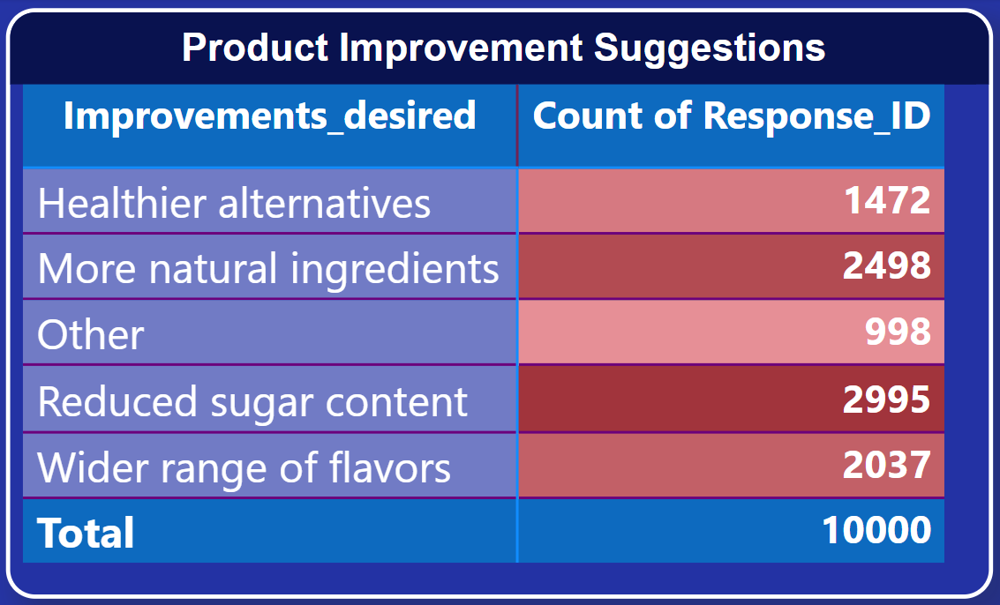 Product Improvement Suggestions
Improvements_desired Count of Response_ID
Healthier alternatives 1472
More natural ingredients 2498
Other 998
Reduced sugar content 2995
Wider range of flavors 2037
Total 10000